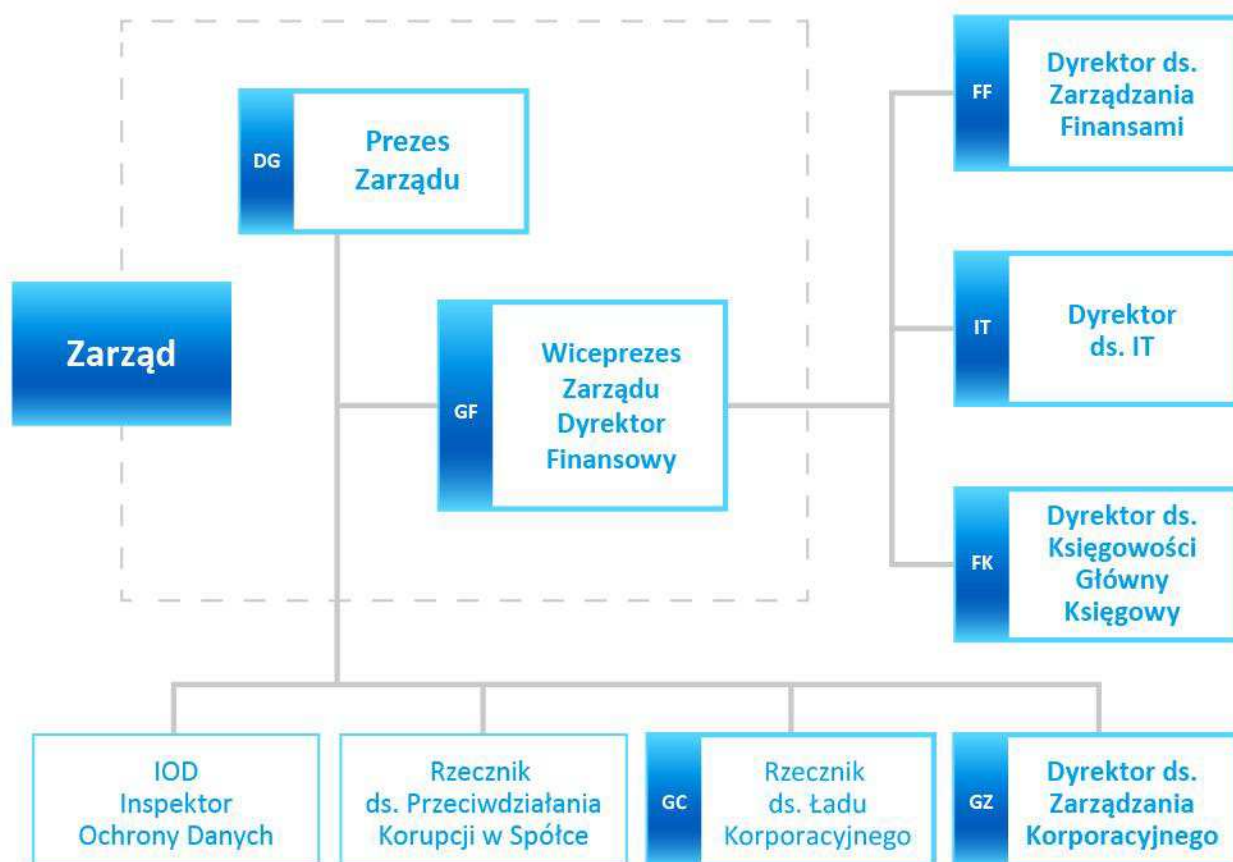 Zarząd
DG
Prezes
Zarządu
GF
Wiceprezes
Zarządu
Dyrektor
Finansowy
FF
Dyrektor ds.
Zarządzania
Finansami
IT
Dyrektor
ds. IT
FK
Dyrektor ds.
Księgowości
Główny
Księgowy
IOD
Inspektor
Ochrony Danych
Rzecznik
ds. Przeciwdziałania
Korupcji w Spółce
GC
Rzecznik
ds. Ładu
Korporacyjnego
GZ
Dyrektor ds.
Zarządzania
Korporacyjnego